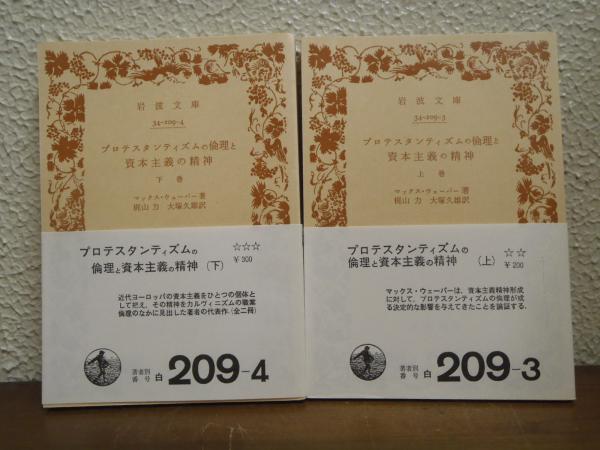 岩波文庫
34-209-4
プロテスタンティズムの倫理と
資本主義の精神
下巻
マックス・ウェーバー著
梶山力 大塚久雄訳
プロテスタンティズムの
倫理と資本主義の精神 (下)
☆☆☆
¥300
近代ヨーロッパの資本主義をひとつの個体と
して把え、その精神をカルヴィニズムの職業
倫理のなかに見出した著者の代表作(全二冊)
著者別
番号 白 209-4
岩波文庫
34-209-3
プロテスタンティズムの倫理と
資本主義の精神
上巻
マックス・ウェーバー著
梶山力 大塚久雄訳
プロテスタンティズムの
倫理と資本主義の精神 (上)
☆☆
¥200
マックス・ウェーバーは、資本主義精神形成
に対して、プロテスタンティズムの倫理が成
る決定的な影響を与えてきたことを論証する.
著者別
番号 白 209-3